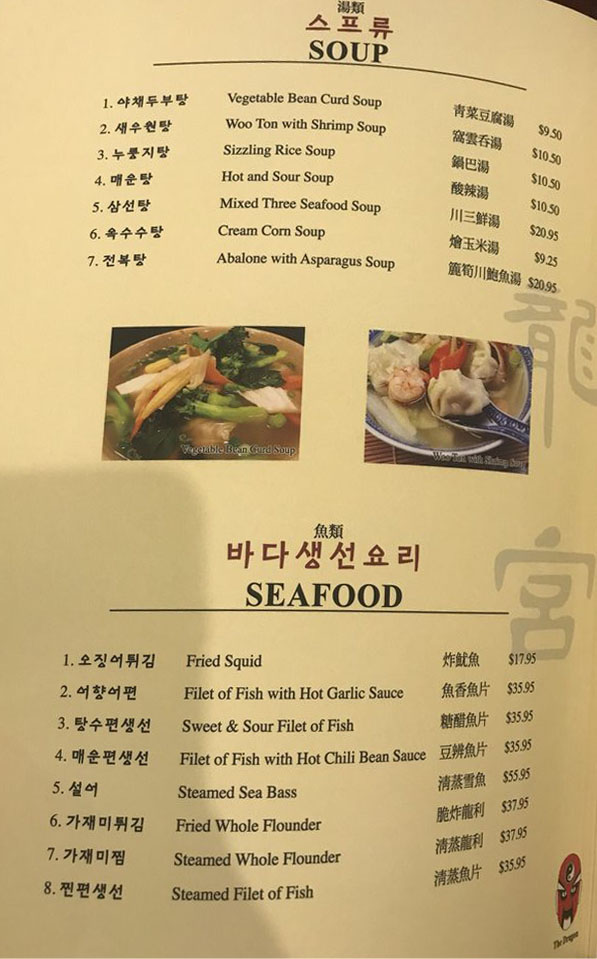 湯類
스프류
SOUP
1. 야채두부탕 Vegetable Bean Curd Soup 靑菜豆腐湯 $9.50
2. 새우원탕 Woo Ton with Shrimp Soup 窩雲呑湯 $10.50
3. 누룽지탕 Sizzling Rice Soup 鍋巴湯 $10.50
4. 매운탕 Hot and Sour Soup 酸辣湯 $10.50
5. 삼선탕 Mixed Three Seafood Soup 川三鮮湯 $20.95
6. 옥수수탕 Cream Corn Soup 燴玉米湯 $9.25
7. 전복탕 Abalone with Asparagus Soup 筍川鮑魚湯 $20.95
Vegetable Bean Curd Soup
Woo Ton with Shrimp Soup
龍
宮
魚類
바다생선요리
SEAFOOD
1. 오징어튀김 Fried Squid 炸魷魚 $17.95
2. 어향어편 Filet of Fish with Hot Garlic Sauce 魚香魚片 $35.95
3. 탕수편생선 Sweet & Sour Filet of Fish 糖醋魚片 $35.95
4. 매운편생선 Filet of Fish with Hot Chili Bean Sauce 豆辨魚片 $35.95
5. 설어 Steamed Sea Bass 淸蒸雪魚 $55.95
6. 가재미튀김 Fried Whole Flounder 脆炸龍利 $37.95
7. 가재미찜 Steamed Whole Flounder 淸蒸龍利 $37.95
8. 찐편생선 Steamed Filet of Fish 淸蒸魚片 $35.95
The Dragon